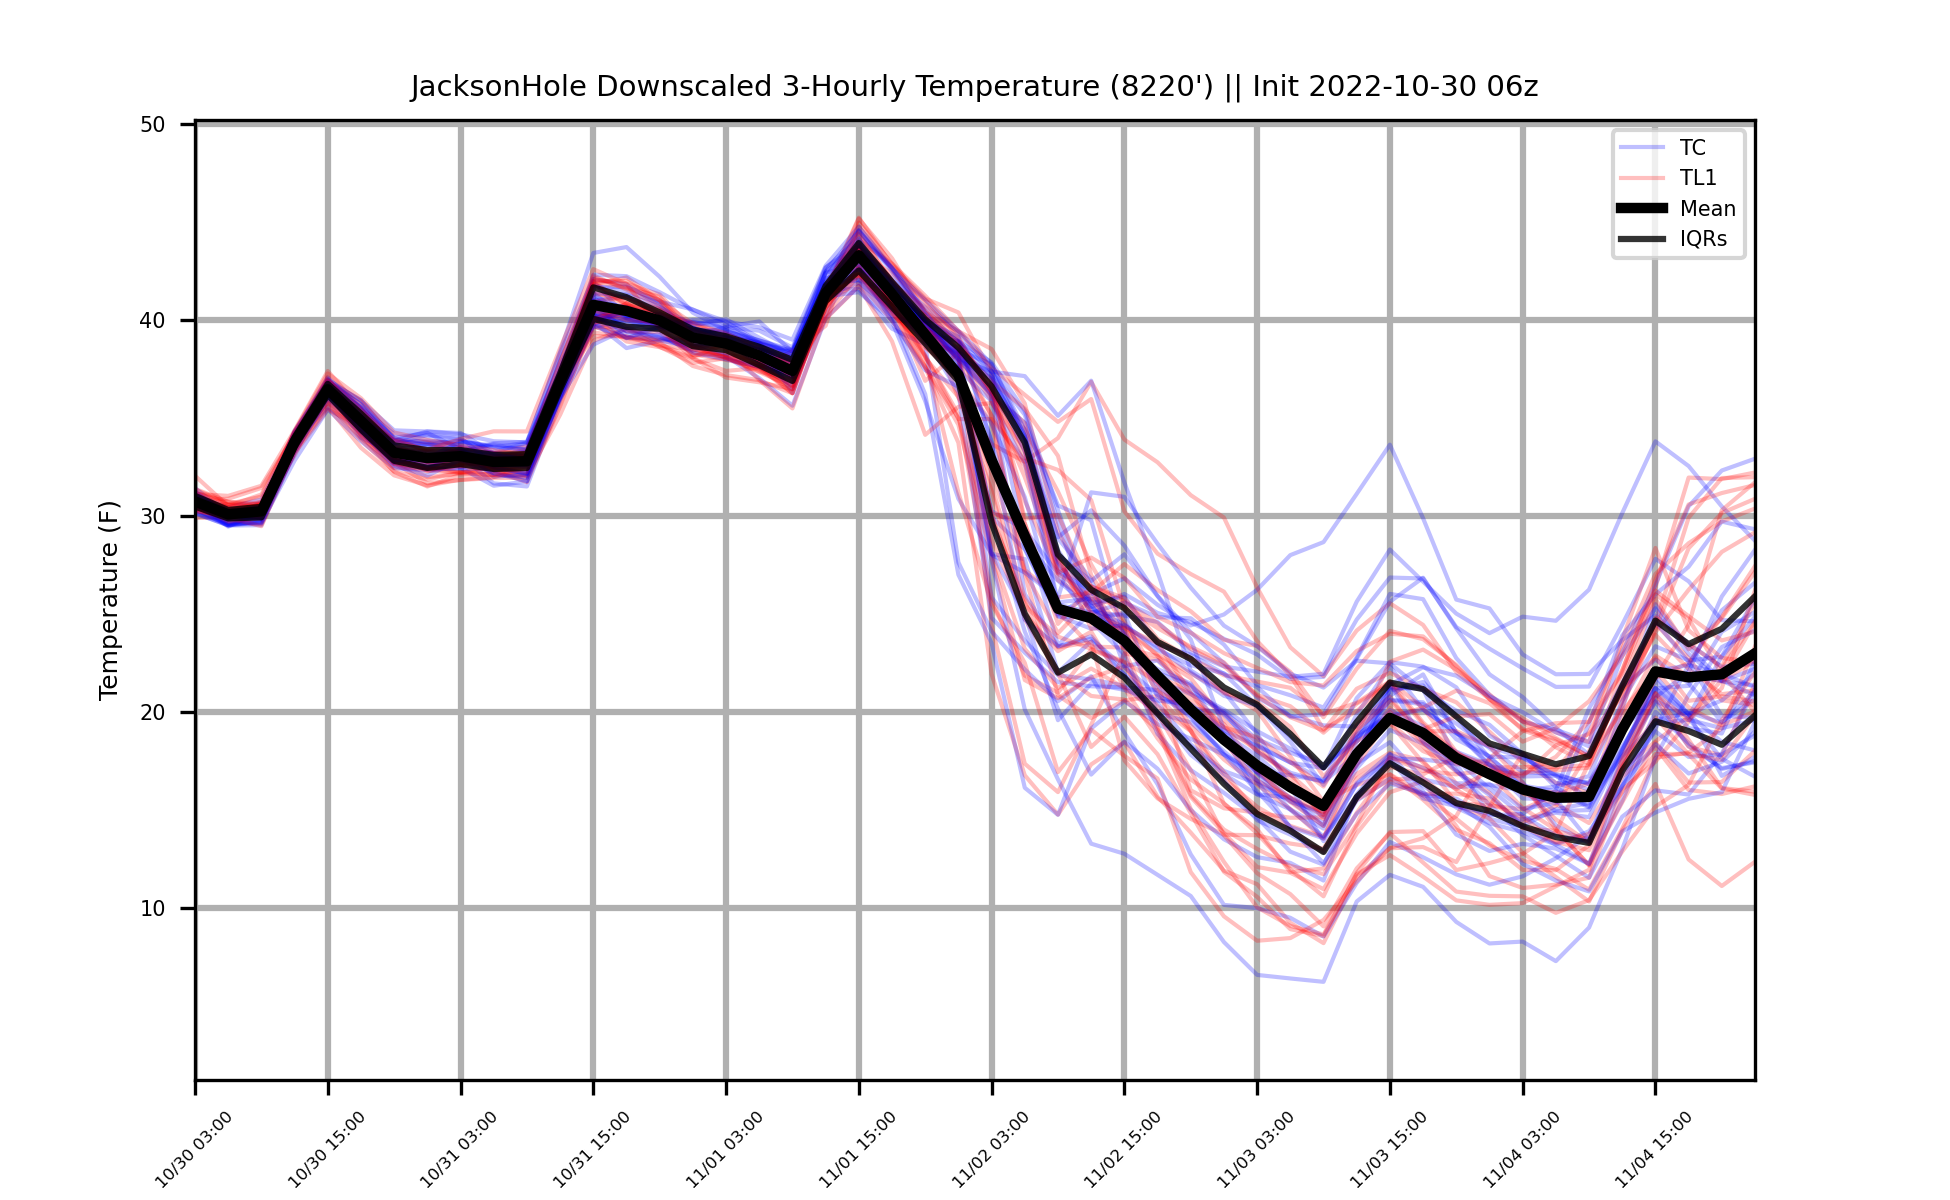 JacksonHole Downscaled 3-Hourly Temperature (8220') || Init 2022-10-30 06z
TC
TL1
Mean
IQRs
Temperature (F)
50
40
30
20
10
10/30 03:00
10/30 15:00
10/31 03:00
10/31 15:00
11/01 03:00
11/01 15:00
11/02 03:00
11/02 15:00
11/03 03:00
11/03 15:00
11/04 03:00
11/04 15:00